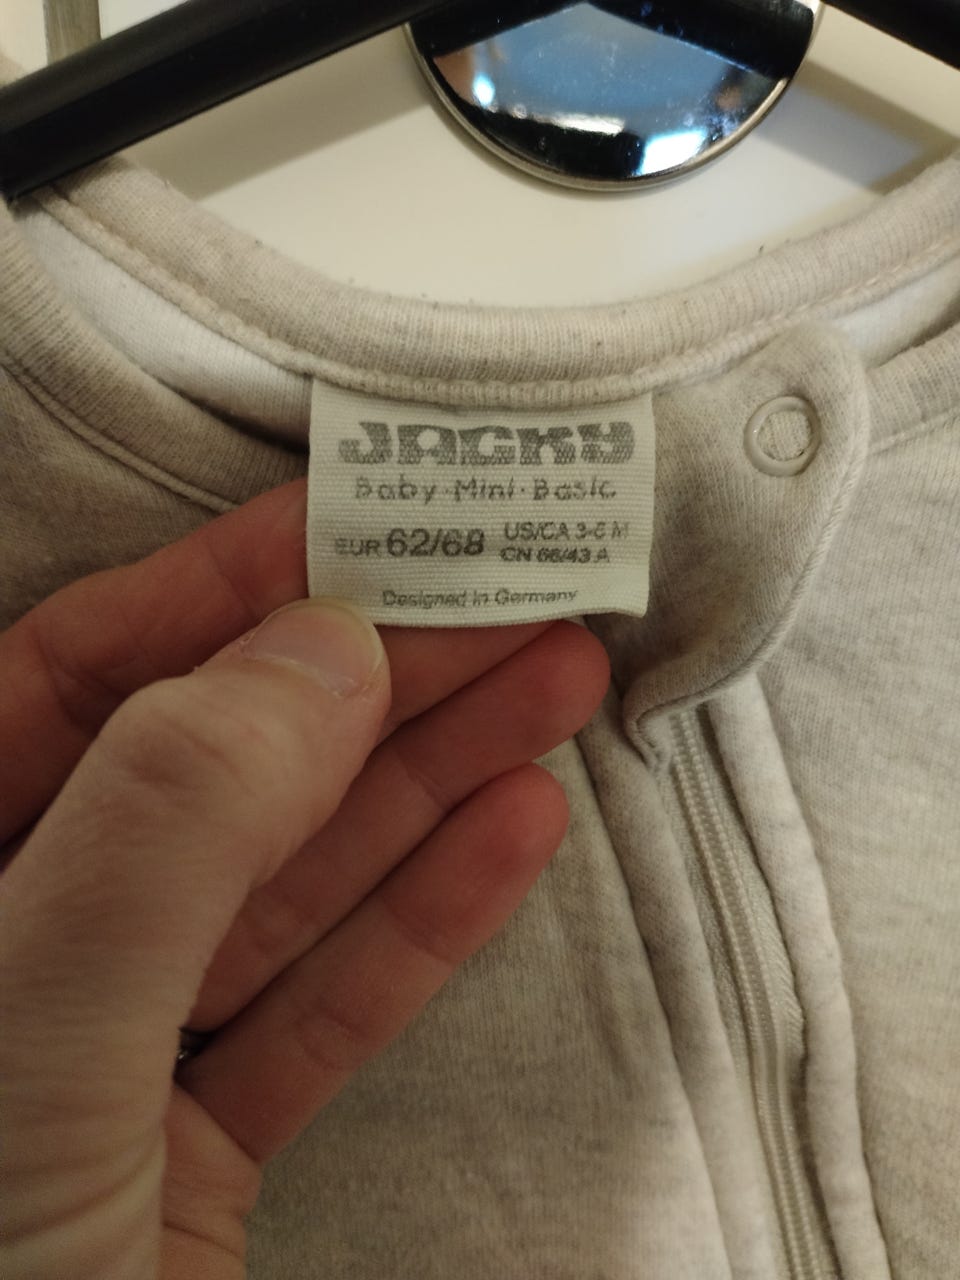 JACKY
Baby·Mini·Basic
EUR 62/68
US/CA 3-6 M
CN 66/43 A
Designed in Germany